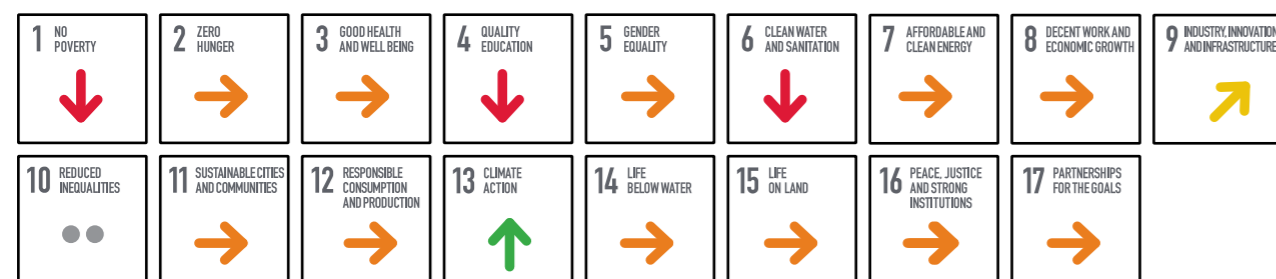 1 NO
POVERTY
2 ZERO
HUNGER
3 GOOD HEALTH
AND WELL BEING
4 QUALITY
EDUCATION
5 GENDER
EQUALITY
6 CLEAN WATER
AND SANITATION
7 AFFORDABLE AND
CLEAN ENERGY
8 DECENT WORK AND
ECONOMIC GROWTH
9 INDUSTRY, INNOVATION
AND INFRASTRUCTURE
10 REDUCED
INEQUALITIES
11 SUSTAINABLE CITIES
AND COMMUNITIES
12 RESPONSIBLE
CONSUMPTION
AND PRODUCTION
13 CLIMATE
ACTION
14 LIFE
BELOW WATER
15 LIFE
ON LAND
16 PEACE, JUSTICE
AND STRONG
INSTITUTIONS
17 PARTNERSHIPS
FOR THE GOALS